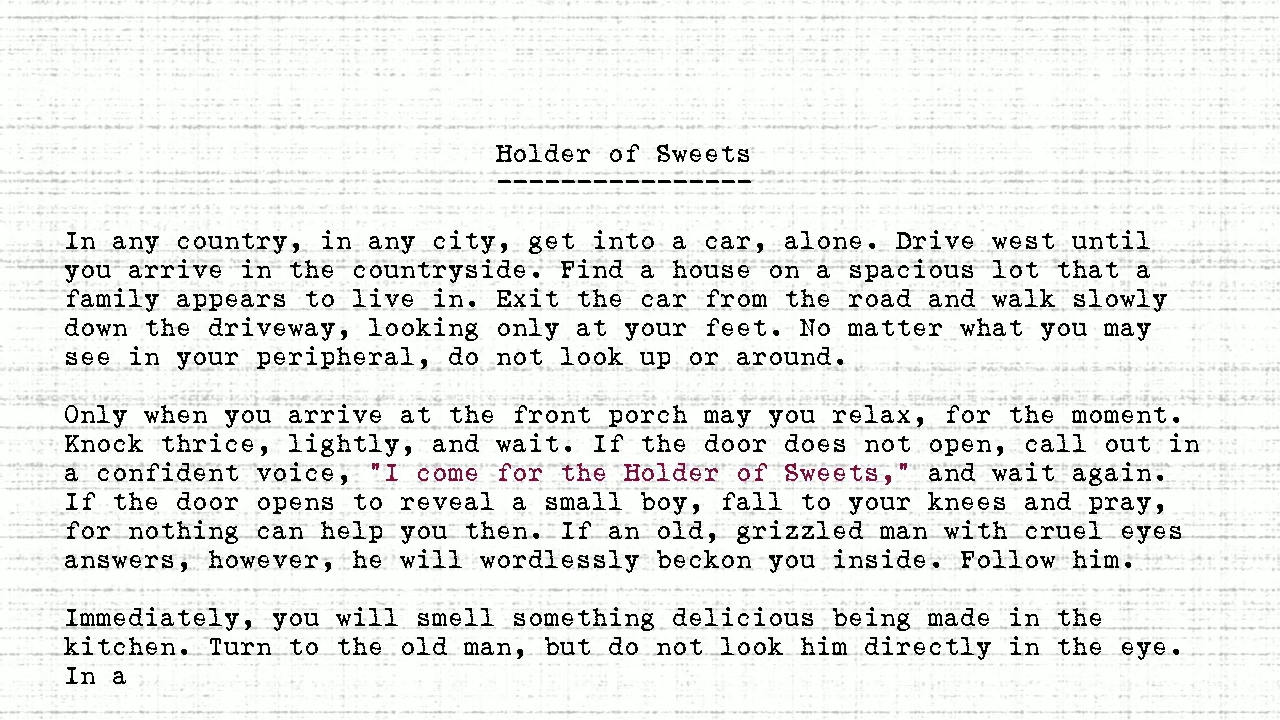 Holder of Sweets
----------------
In any country, in any city, get into a car, alone. Drive west until
you arrive in the countryside. Find a house on a spacious lot that a
family appears to live in. Exit the car from the road and walk slowly
down the driveway, looking only at your feet. No matter what you may
see in your peripheral, do not look up or around.
Only when you arrive at the front porch may you relax, for the moment.
Knock thrice, lightly, and wait. If the door does not open, call out in
a confident voice, "I come for the Holder of Sweets," and wait again.
If the door opens to reveal a small boy, fall to your knees and pray,
for nothing can help you then. If an old, grizzled man with cruel eyes
answers, however, he will wordlessly beckon you inside. Follow him.
Immediately, you will smell something delicious being made in the
kitchen. Turn to the old man, but do not look him directly in the eye.
In a